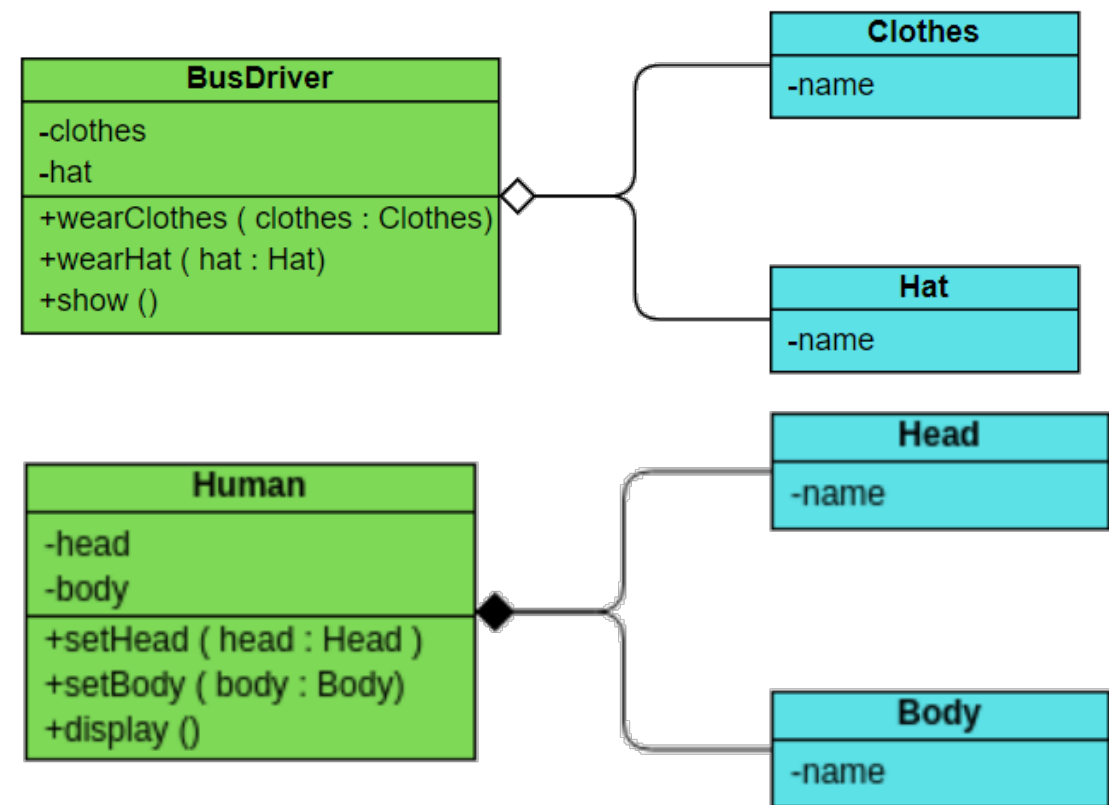 BusDriver
-clothes
-hat
+wearClothes ( clothes : Clothes)
+wearHat ( hat : Hat)
+show ()
Clothes
-name
Hat
-name
Human
-head
-body
+setHead ( head : Head )
+setBody ( body : Body)
+display ()
Head
-name
Body
-name